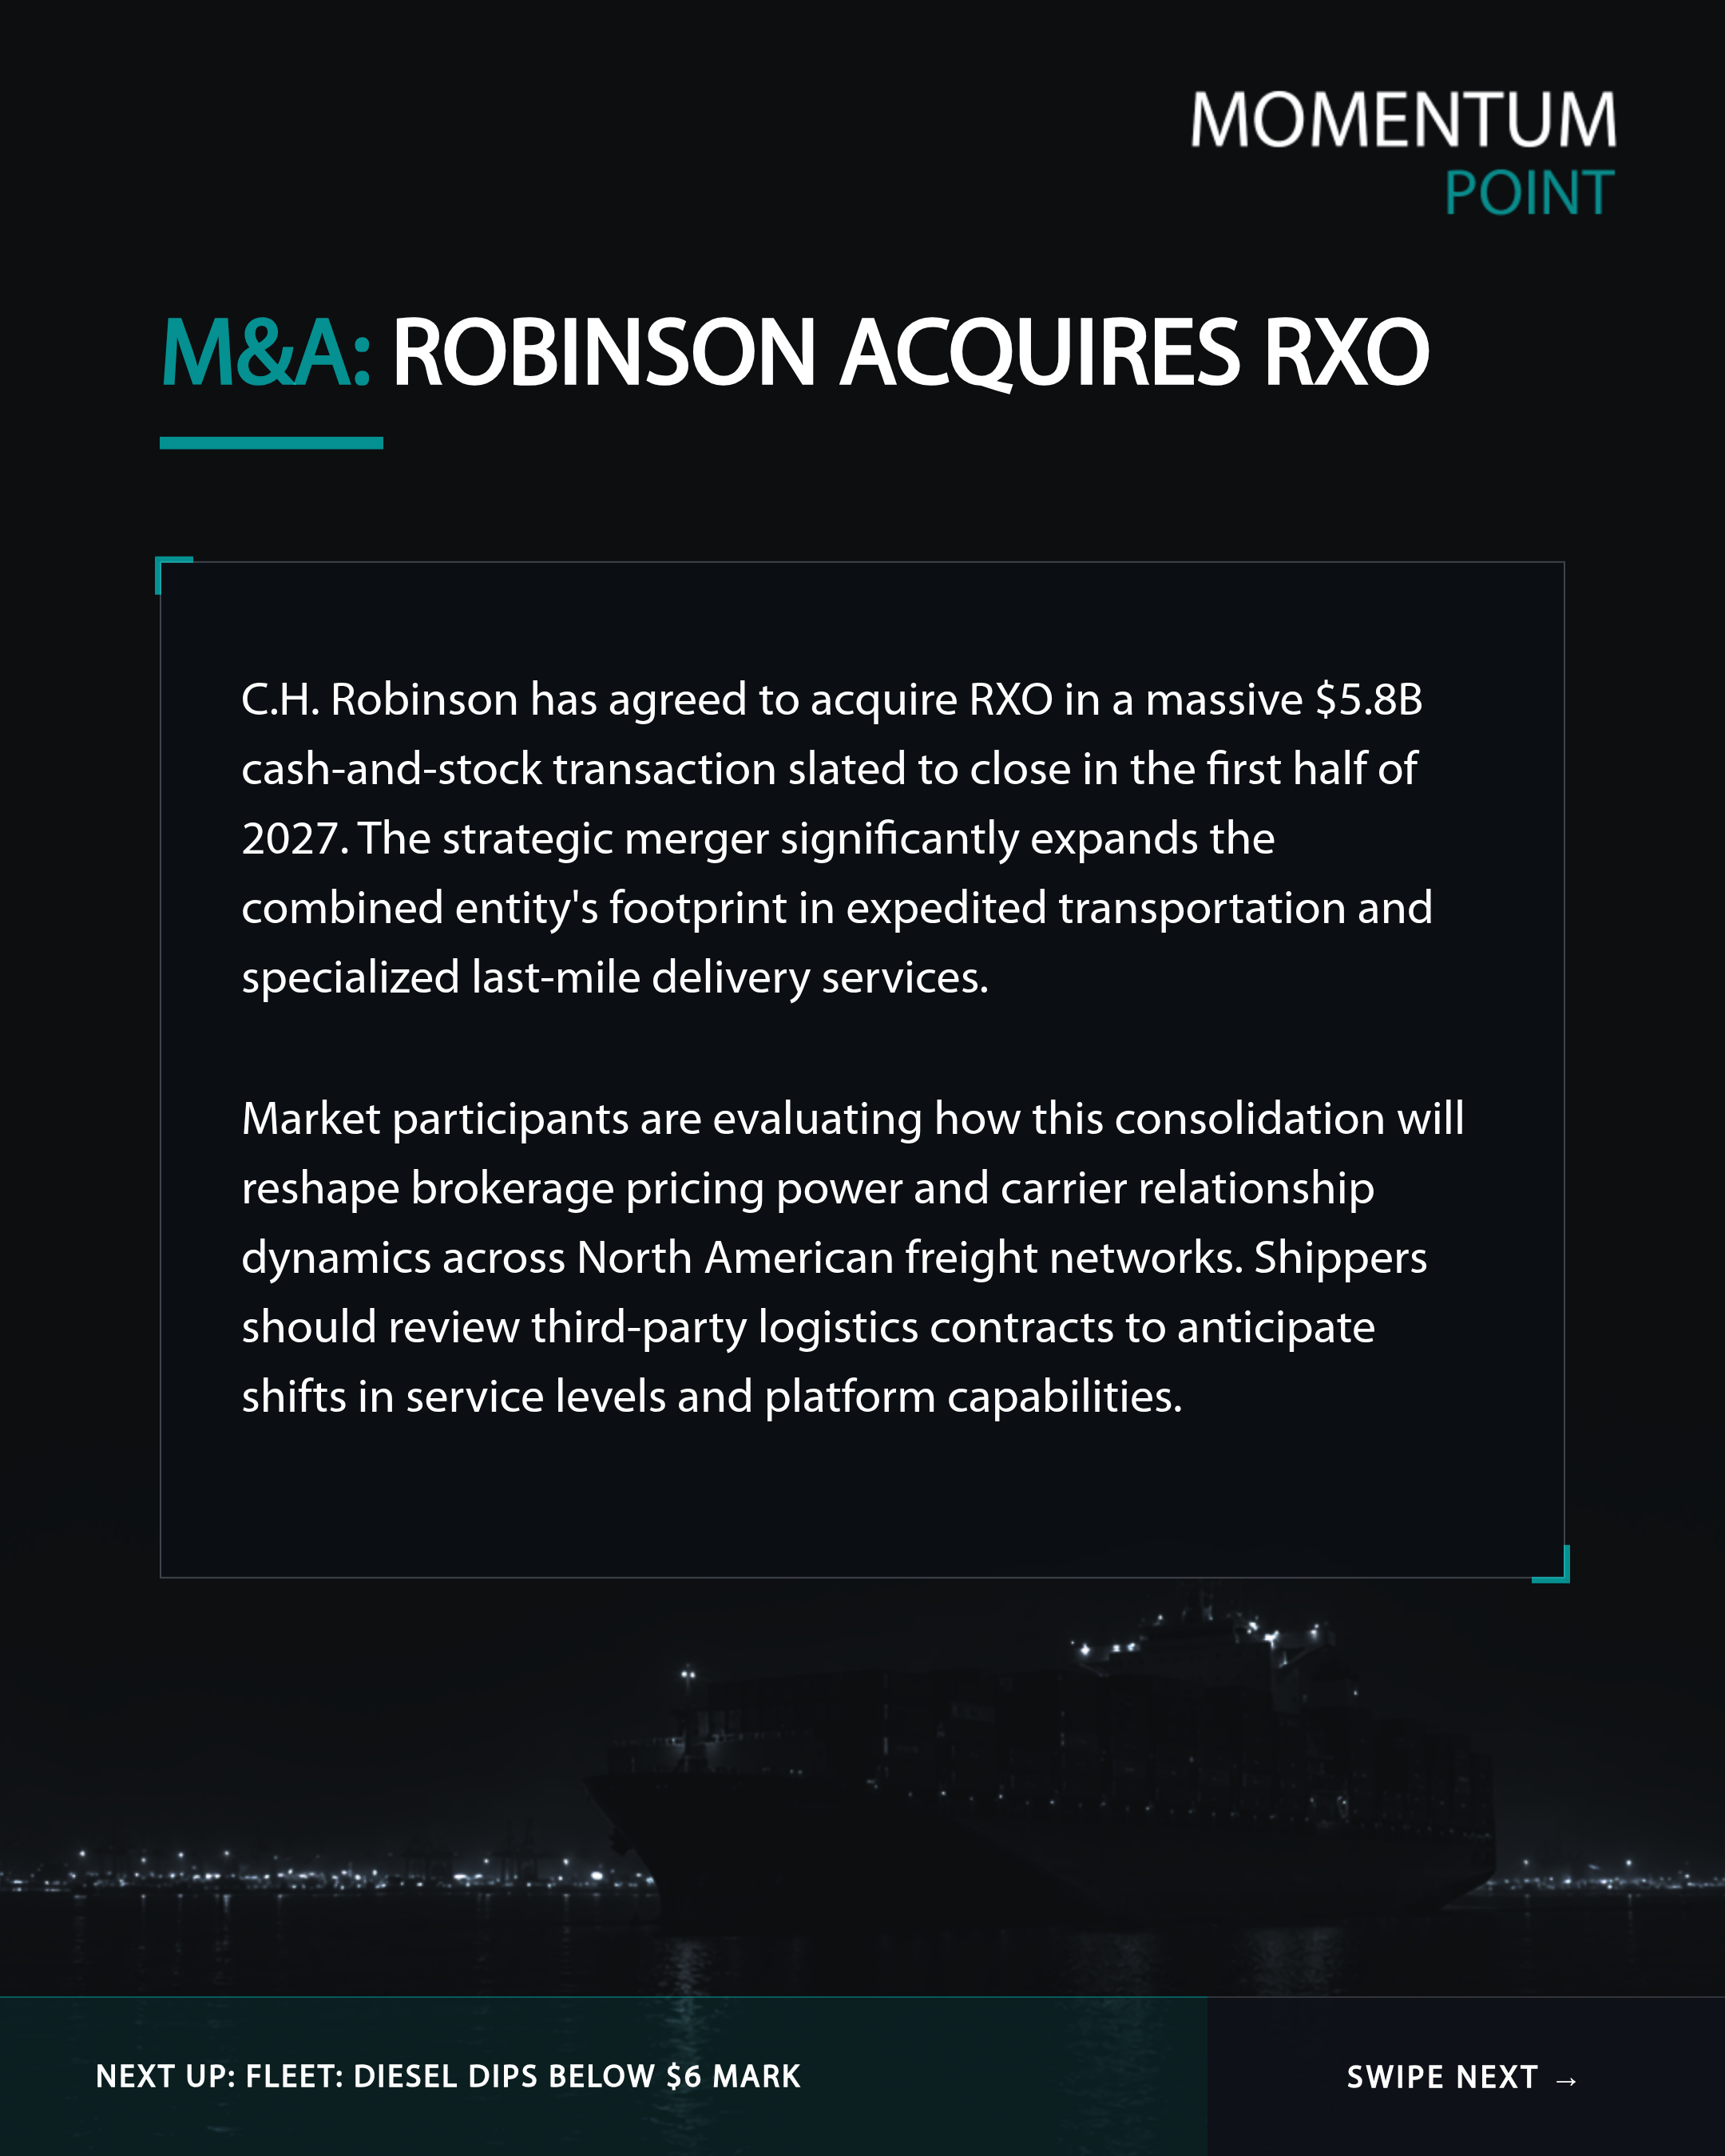 MOMENTUM
POINT
M&A: ROBINSON ACQUIRES RXO
C.H. Robinson has agreed to acquire RXO in a massive $5.8B
cash-and-stock transaction slated to close in the first half of
2027. The strategic merger significantly expands the
combined entity's footprint in expedited transportation and
specialized last-mile delivery services.
Market participants are evaluating how this consolidation will
reshape brokerage pricing power and carrier relationship
dynamics across North American freight networks. Shippers
should review third-party logistics contracts to anticipate
shifts in service levels and platform capabilities.
NEXT UP: FLEET: DIESEL DIPS BELOW $6 MARK
SWIPE NEXT →